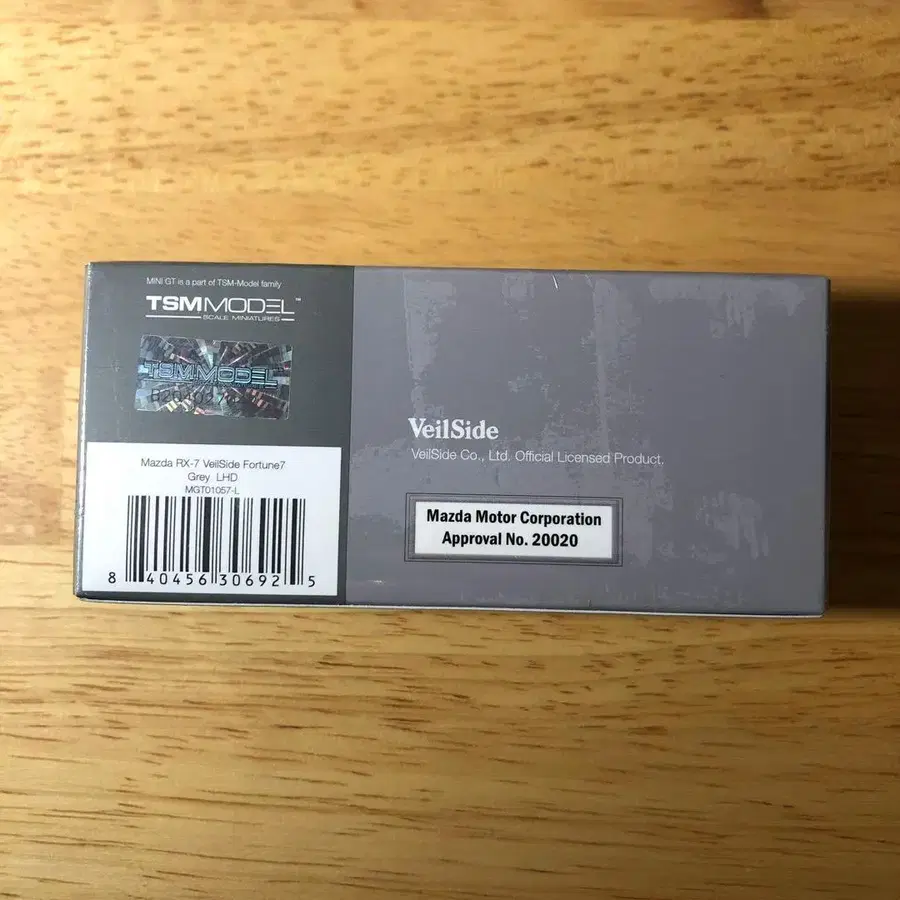 MINI GT is a part of TSM-Model family
TSMMODEL™
SCALE MINIATURES
TSMMODEL
Mazda RX-7 VeilSide Fortune7
Grey LHD
MGT01057-L
8 40456 30692 5
VeilSide
VeilSide Co., Ltd. Official Licensed Product.
Mazda Motor Corporation
Approval No. 20020